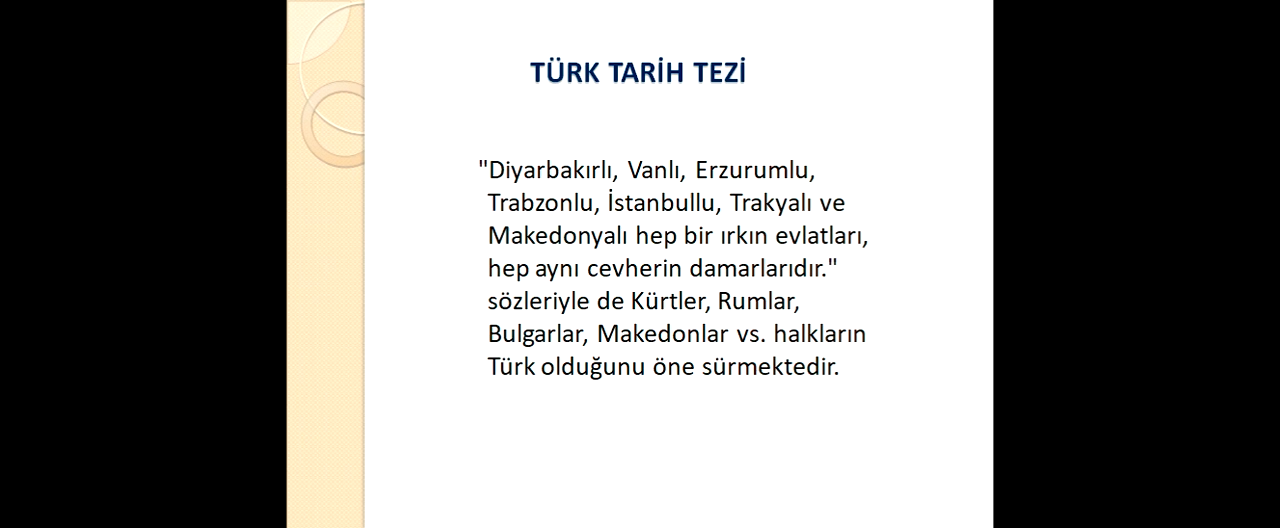 TÜRK TARİH TEZİ
"Diyarbakırlı, Vanlı, Erzurumlu,
Trabzonlu, İstanbullu, Trakyalı ve
Makedonyalı hep bir ırkın evlatları,
hep aynı cevherin damarlarıdır."
sözleriyle de Kürtler, Rumlar,
Bulgarlar, Makedonlar vs. halkların
Türk olduğunu öne sürmektedir.